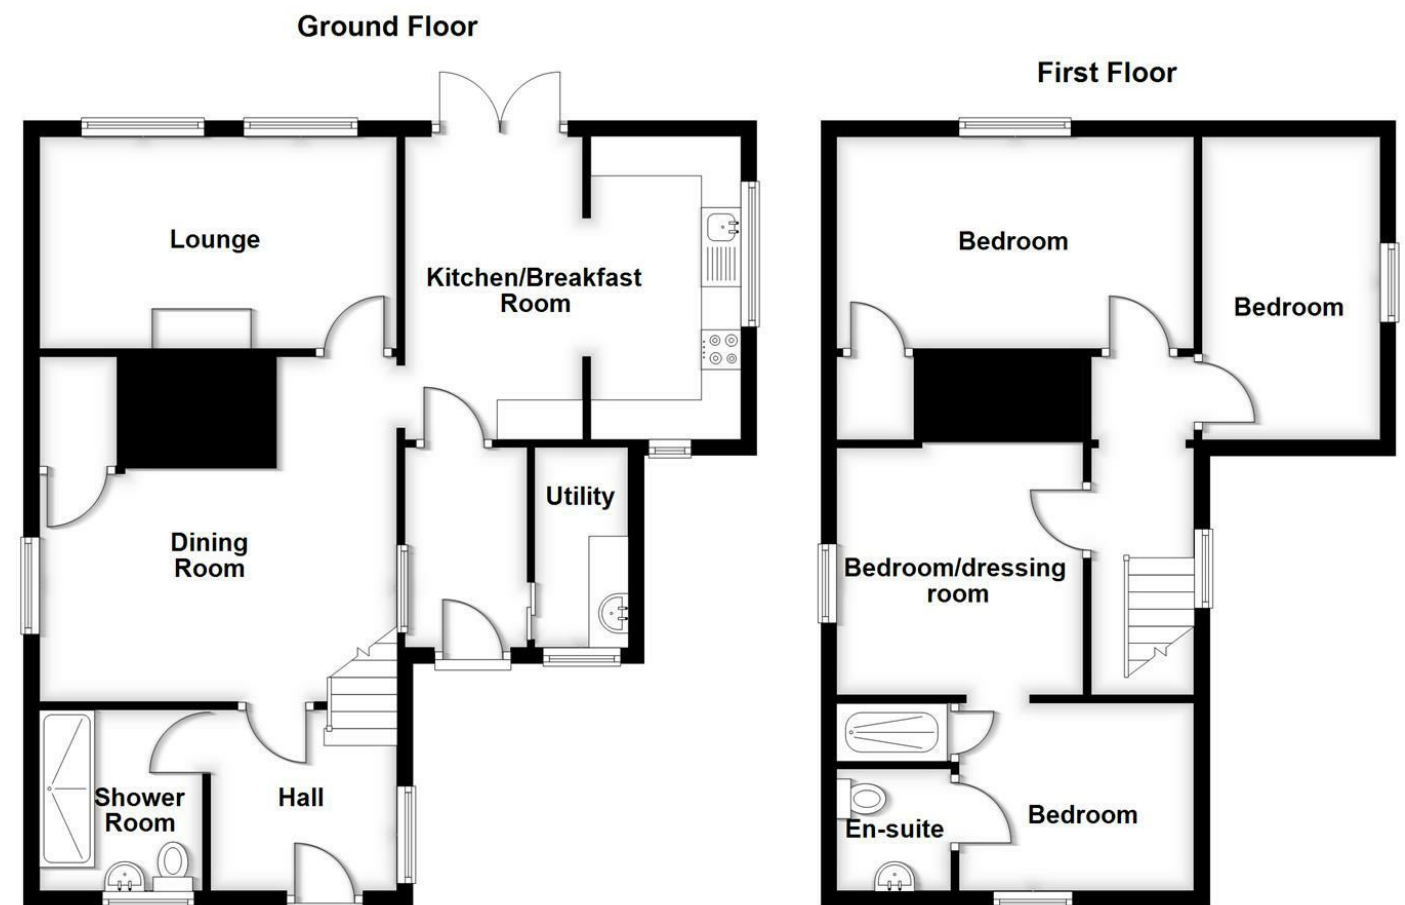 Ground Floor
Lounge
Kitchen/Breakfast
Room
Utility
Dining
Room
Shower
Room
Hall
First Floor
Bedroom
Bedroom
Bedroom/dressing
room
En-suite
Bedroom